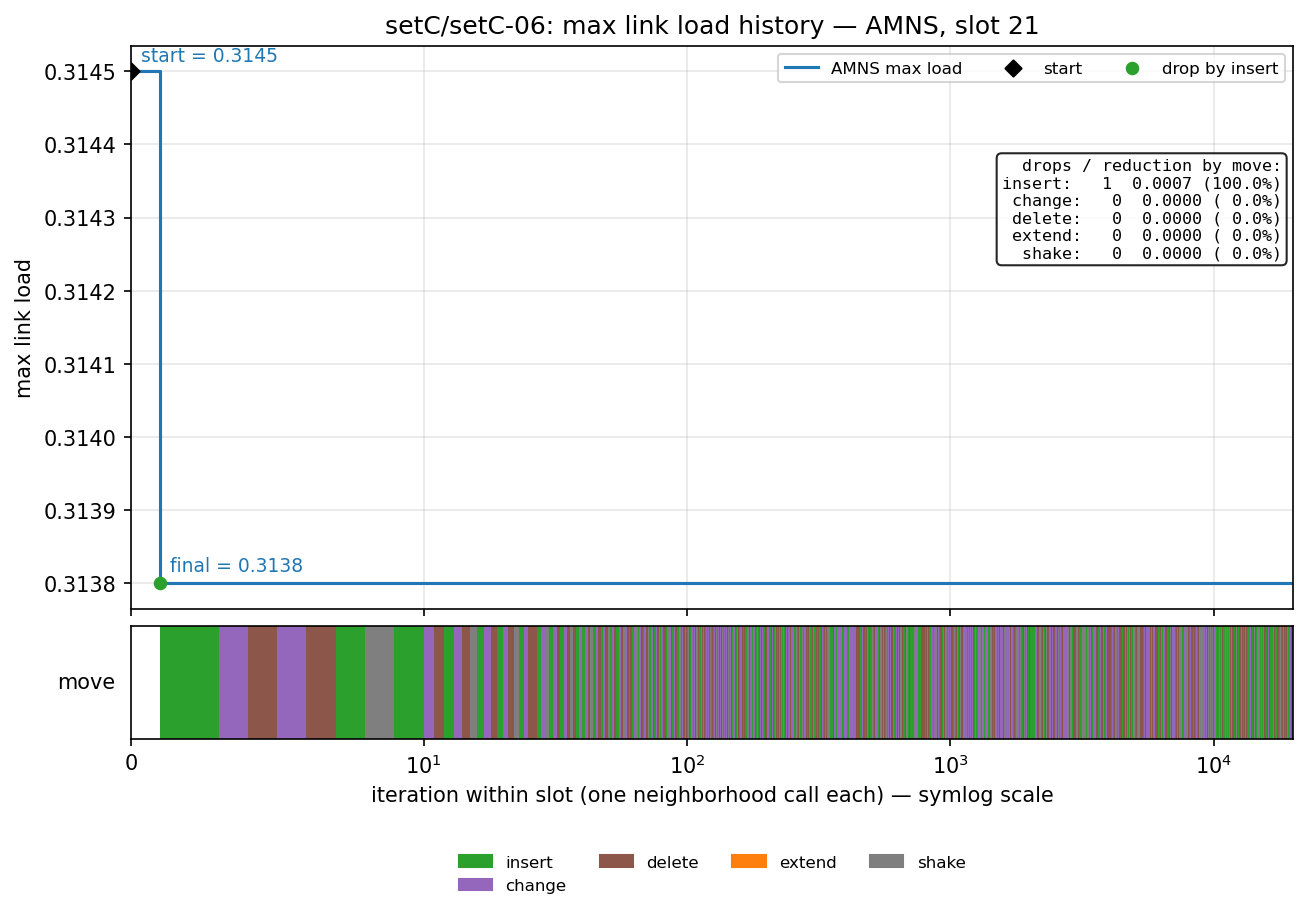 setC/setC-06: max link load history — AMNS, slot 21
start = 0.3145
AMNS max load start drop by insert
0.3145
0.3144
0.3143
0.3142
0.3141
0.3140
0.3139
0.3138
max link load
drops / reduction by move:
insert: 1 0.0007 (100.0%)
change: 0 0.0000 ( 0.0%)
delete: 0 0.0000 ( 0.0%)
extend: 0 0.0000 ( 0.0%)
shake: 0 0.0000 ( 0.0%)
final = 0.3138
move
0 10¹ 10² 10³ 10⁴
iteration within slot (one neighborhood call each) — symlog scale
insert delete extend shake
change